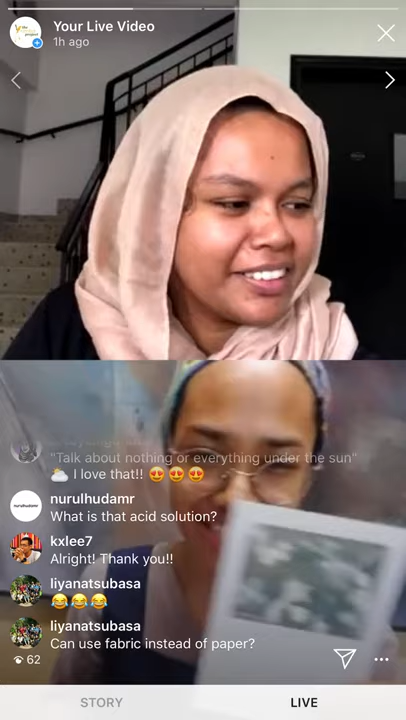 Your Live Video
1h ago
"Talk about nothing or everything under the sun"
🌥 I love that!! 😍😍😍
nurulhudamr
What is that acid solution?
kxlee7
Alright! Thank you!!
liyanatsubasa
😂😂😂
liyanatsubasa
Can use fabric instead of paper?
62
STORY
LIVE